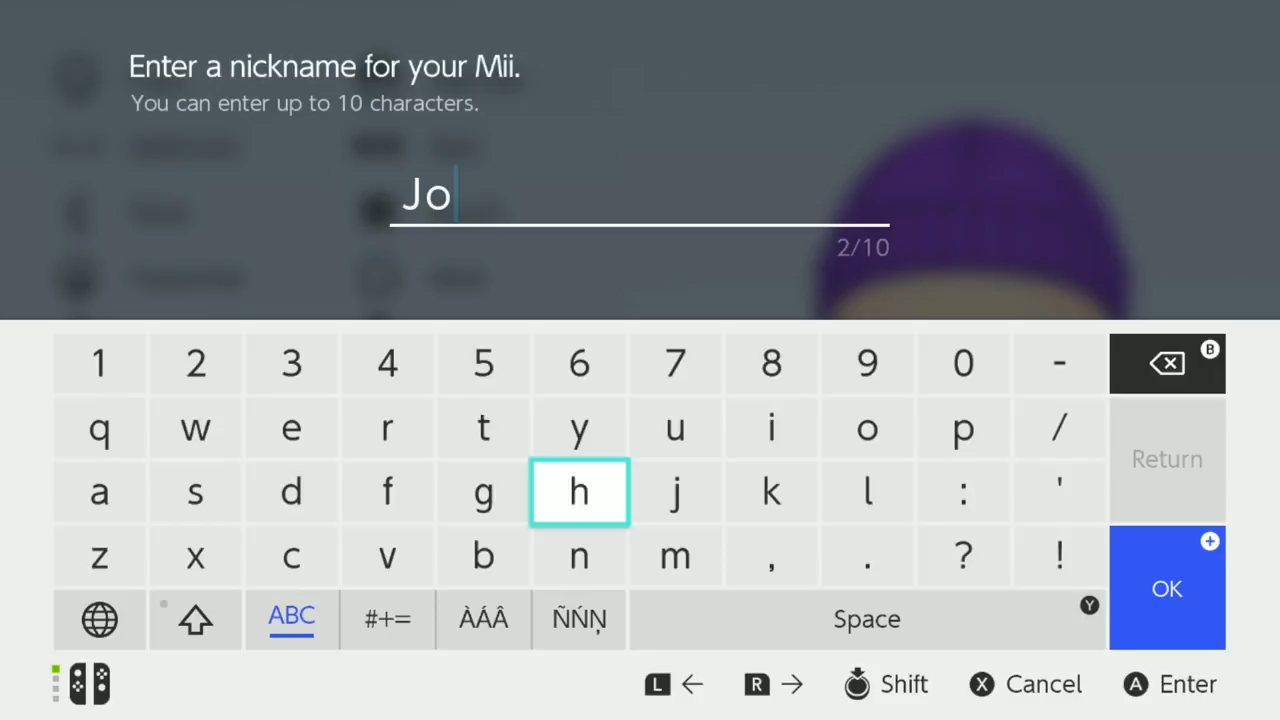 Enter a nickname for your Mii.
You can enter up to 10 characters.
Jo
2/10
1 2 3 4 5 6 7 8 9 0 - B
q w e r t y u i o p /
Return
a s d f g h j k l : '
z x c v b n m , . ? ! +
OK
ABC #+= ÀÁÂ ÑŃŅ Space Y
L ← R → Shift X Cancel A Enter